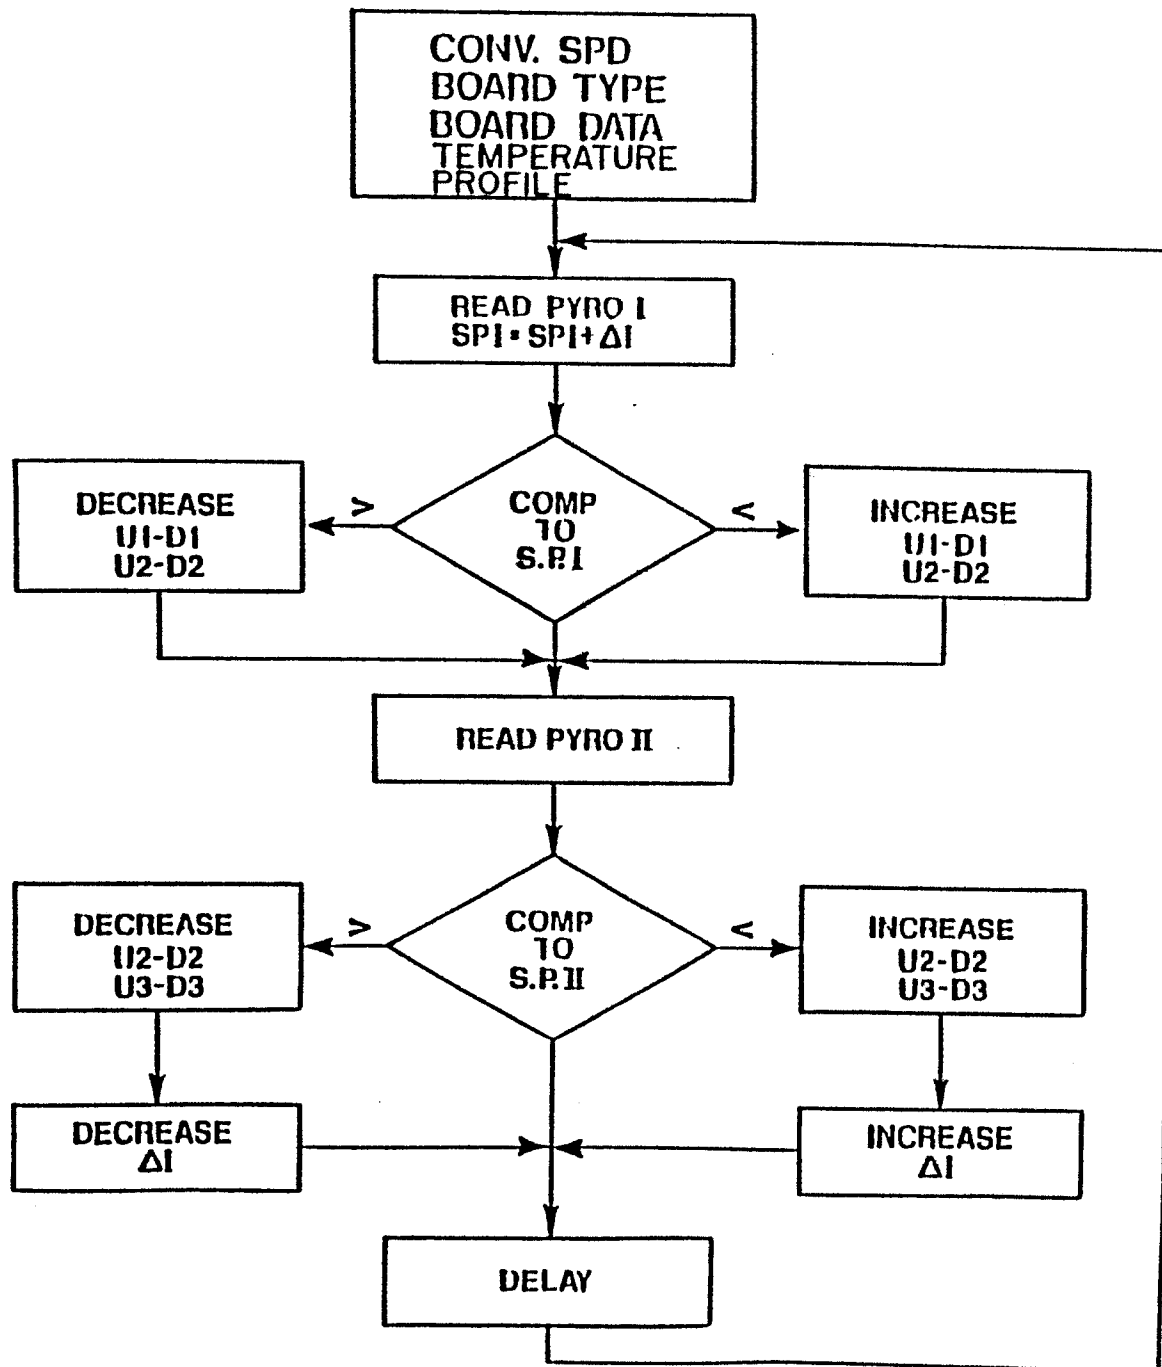 CONV. SPD
BOARD TYPE
BOARD DATA
TEMPERATURE
PROFILE
READ PYRO I
SPI = SPI + ΔI
>
COMP
TO
S.P.I
<
DECREASE
U1-D1
U2-D2
INCREASE
U1-D1
U2-D2
READ PYRO II
>
COMP
TO
S.P.II
<
DECREASE
U2-D2
U3-D3
INCREASE
U2-D2
U3-D3
DECREASE
ΔI
INCREASE
ΔI
DELAY